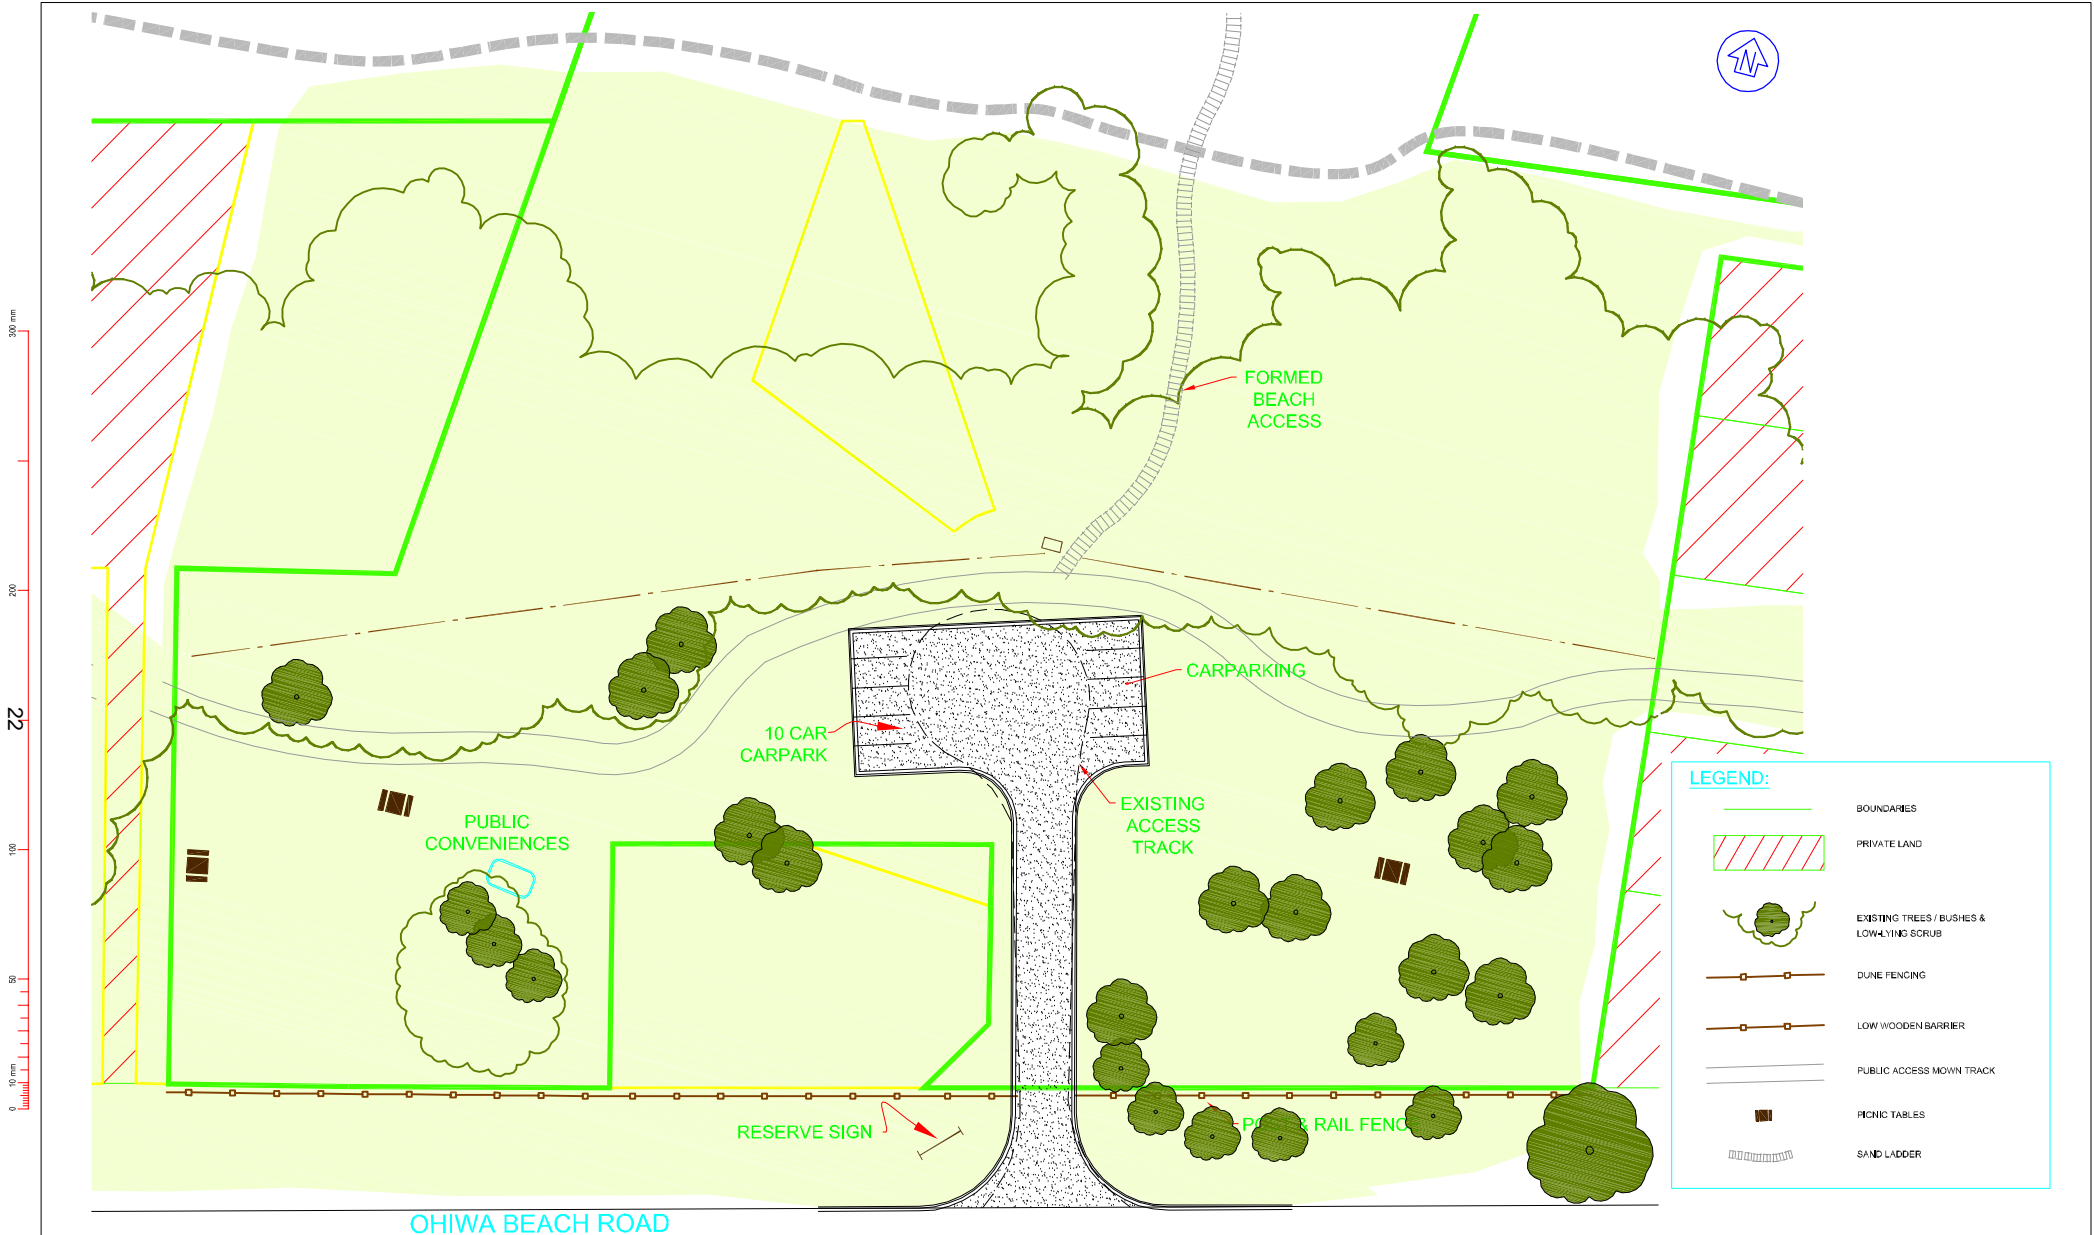 N
FORMED
BEACH
ACCESS
300 mm
200
22
100
50
10 mm
0
CARPARKING
10 CAR
CARPARK
EXISTING
ACCESS
TRACK
PUBLIC
CONVENIENCES
RESERVE SIGN
POST & RAIL FENCE
OHIWA BEACH ROAD
LEGEND:
BOUNDARIES
PRIVATE LAND
EXISTING TREES / BUSHES &
LOW-LYING SCRUB
DUNE FENCING
LOW WOODEN BARRIER
PUBLIC ACCESS MOWN TRACK
PICNIC TABLES
SAND LADDER